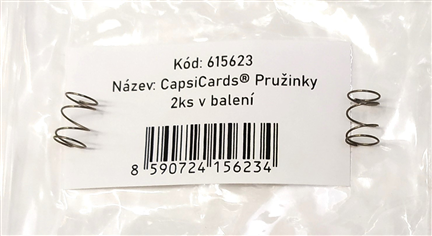 Kód: 615623
Název: CapsiCards® Pružinky
2ks v balení
8 590724 156234